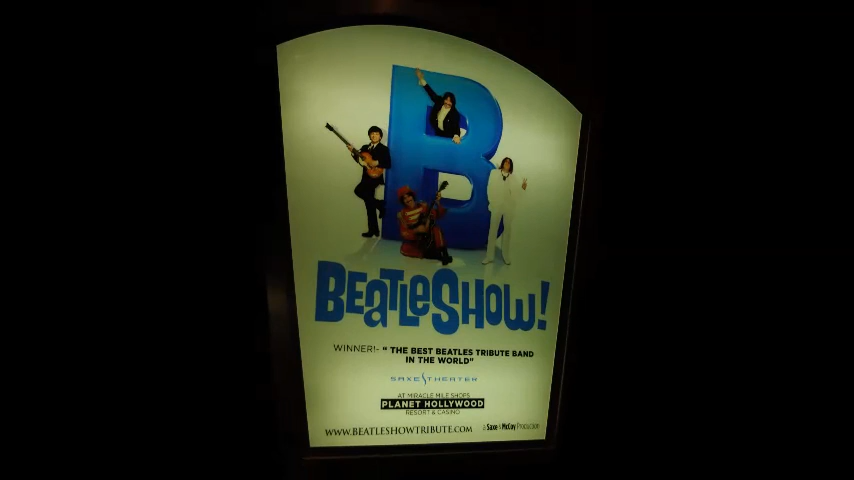 B
BEATLESHOW!
WINNER!- " THE BEST BEATLES TRIBUTE BAND
IN THE WORLD"
SAXE THEATER
AT MIRACLE MILE SHOPS
PLANET HOLLYWOOD
RESORT & CASINO
WWW.BEATLESHOWTRIBUTE.COM
a Saxe & McCoy Production